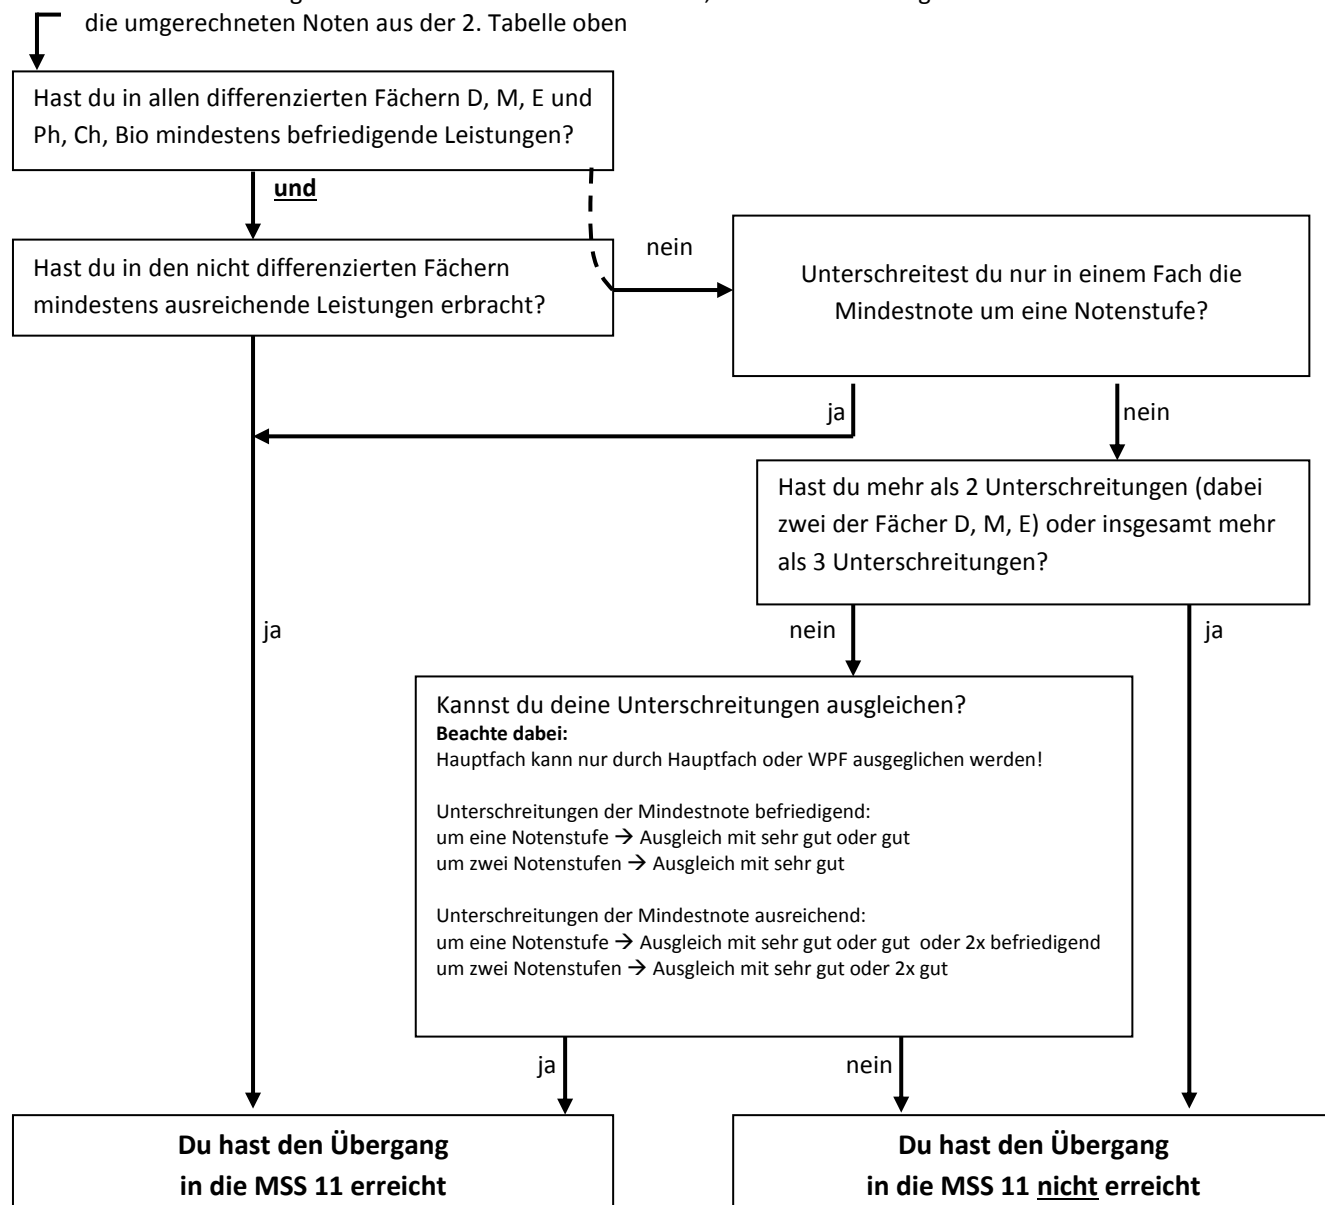 die umgerechneten Noten aus der 2. Tabelle oben
Hast du in allen differenzierten Fächern D, M, E und
Ph, Ch, Bio mindestens befriedigende Leistungen?
und
Hast du in den nicht differenzierten Fächern
mindestens ausreichende Leistungen erbracht?
nein
Unterschreitest du nur in einem Fach die
Mindestnote um eine Notenstufe?
ja
nein
Hast du mehr als 2 Unterschreitungen (dabei
zwei der Fächer D, M, E) oder insgesamt mehr
als 3 Unterschreitungen?
ja
nein
ja
Kannst du deine Unterschreitungen ausgleichen?
Beachte dabei:
Hauptfach kann nur durch Hauptfach oder WPF ausgeglichen werden!
Unterschreitungen der Mindestnote befriedigend:
um eine Notenstufe → Ausgleich mit sehr gut oder gut
um zwei Notenstufen → Ausgleich mit sehr gut
Unterschreitungen der Mindestnote ausreichend:
um eine Notenstufe → Ausgleich mit sehr gut oder gut oder 2x befriedigend
um zwei Notenstufen → Ausgleich mit sehr gut oder 2x gut
ja
nein
Du hast den Übergang
in die MSS 11 erreicht
Du hast den Übergang
in die MSS 11 nicht erreicht